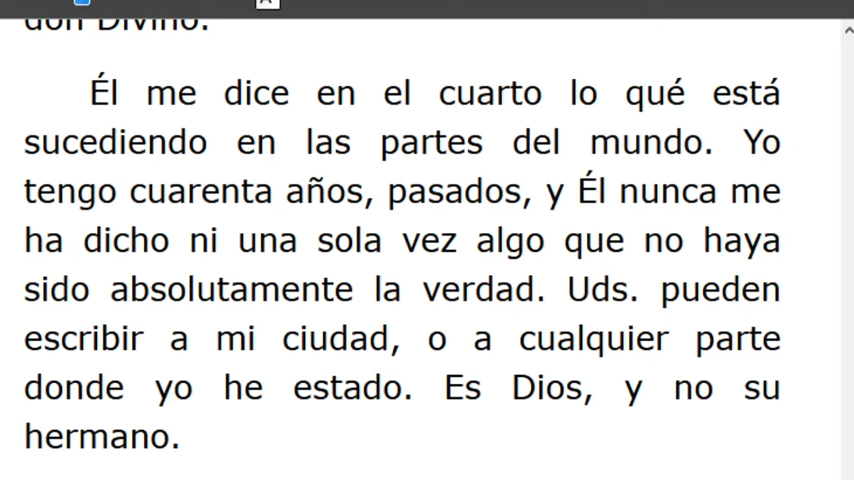 don Divino.
Él me dice en el cuarto lo qué está
sucediendo en las partes del mundo. Yo
tengo cuarenta años, pasados, y Él nunca me
ha dicho ni una sola vez algo que no haya
sido absolutamente la verdad. Uds. pueden
escribir a mi ciudad, o a cualquier parte
donde yo he estado. Es Dios, y no su
hermano.